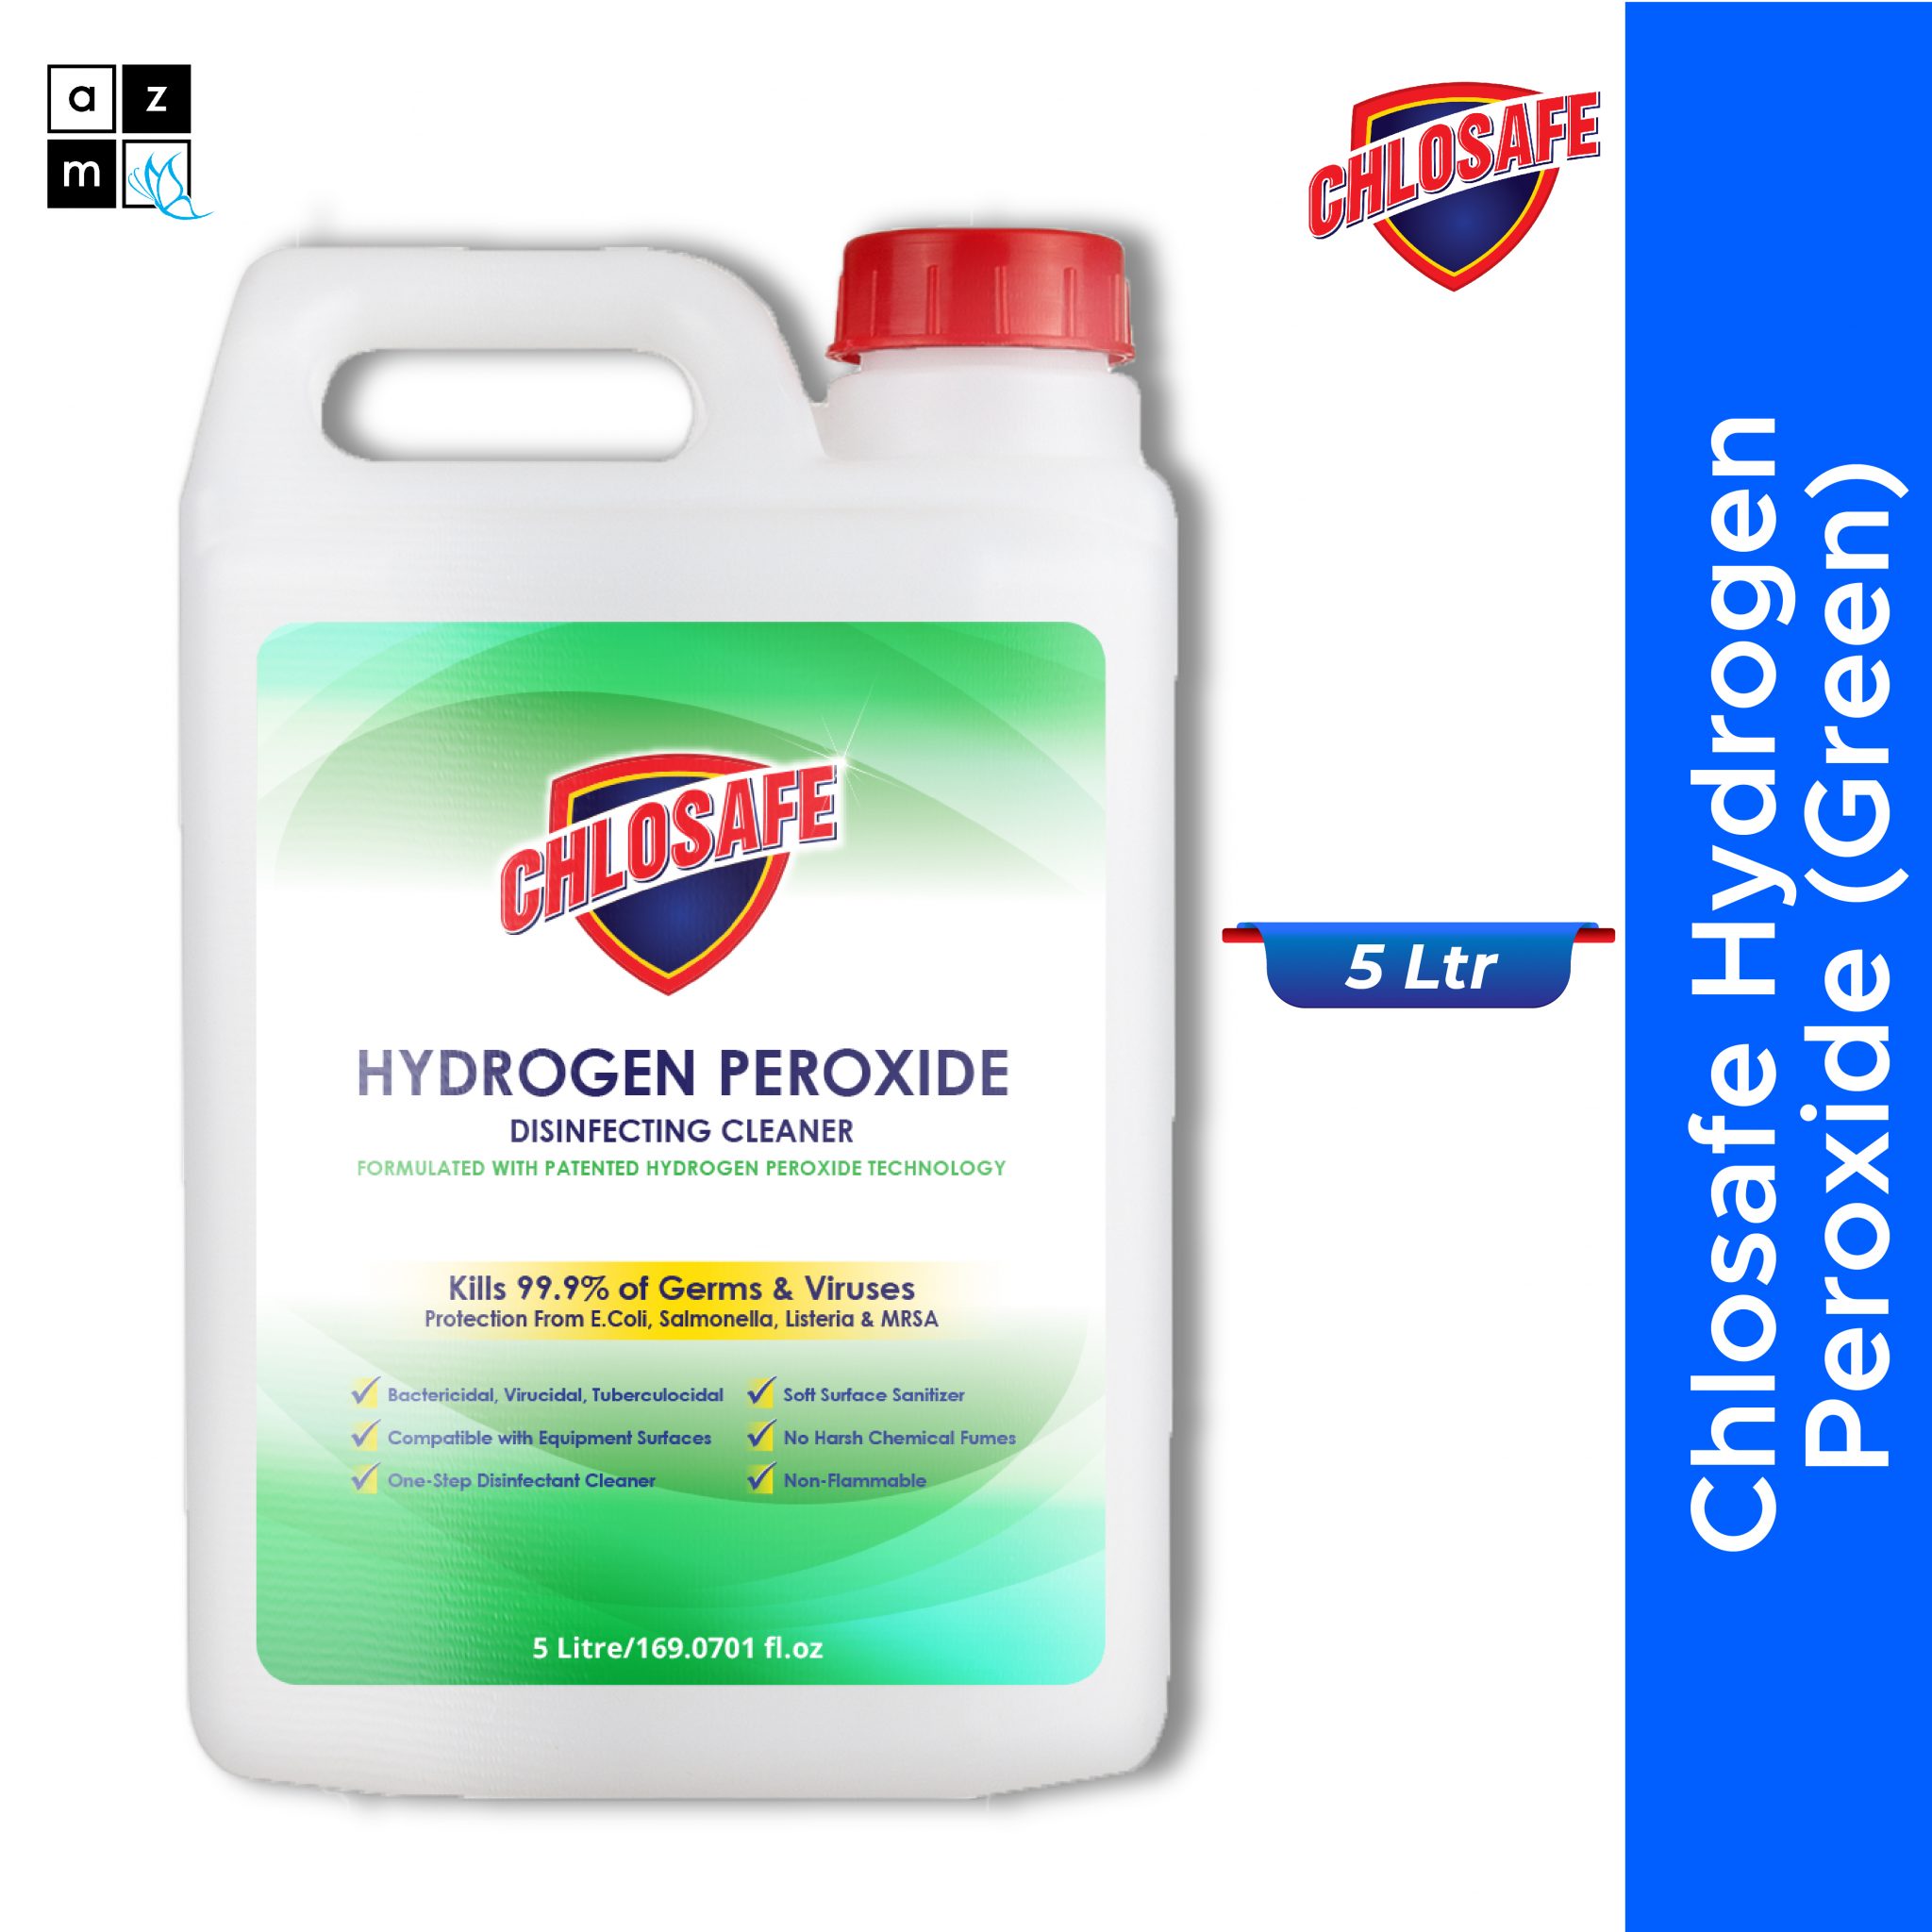 a z
m
CHLOSAFE
CHLOSAFE
HYDROGEN PEROXIDE
DISINFECTING CLEANER
FORMULATED WITH PATENTED HYDROGEN PEROXIDE TECHNOLOGY
Kills 99.9% of Germs & Viruses
Protection From E.Coli, Salmonella, Listeria & MRSA
Bactericidal, Virucidal, Tuberculocidal
Compatible with Equipment Surfaces
One-Step Disinfectant Cleaner
Soft Surface Sanitizer
No Harsh Chemical Fumes
Non-Flammable
5 Litre/169.0701 fl.oz
5 Ltr
Chlosafe Hydrogen
Peroxide (Green)